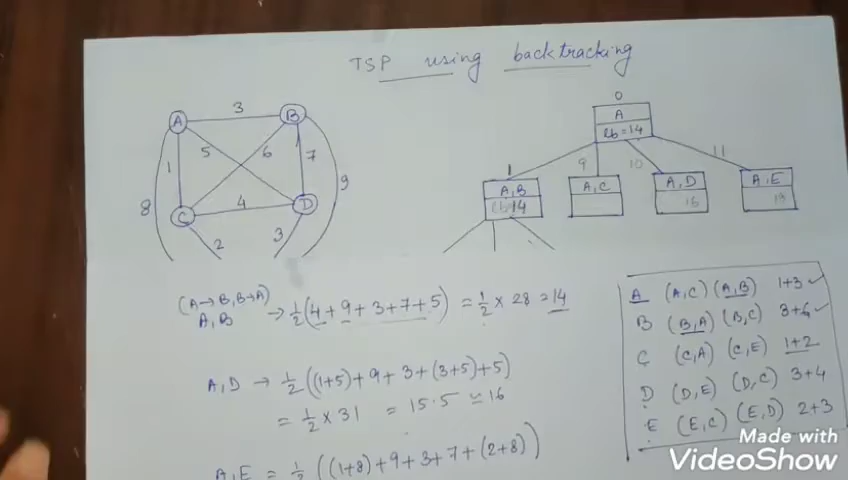 TSP using backtracking
A 3 B
1 5 6 7
8 9
C 4 D
2 3
0
A
lb=14
1 9 10 11
A,B A,C A,D A,E
lb=14 16 19
(A→B, B→A)
A,B → 1/2(4+9+3+7+5) = 1/2 × 28 = 14
A,D → 1/2((1+5)+9+3+(3+5)+5)
= 1/2 × 31 = 15.5 ≃ 16
A,E = 1/2((1+8)+9+3+7+(2+8))
A (A,C) (A,B) 1+3 ✓
B (B,A) (B,C) 3+6 ✓
C (C,A) (C,E) 1+2
D (D,E) (D,C) 3+4
E (E,C) (E,D) 2+3
Made with
VideoShow